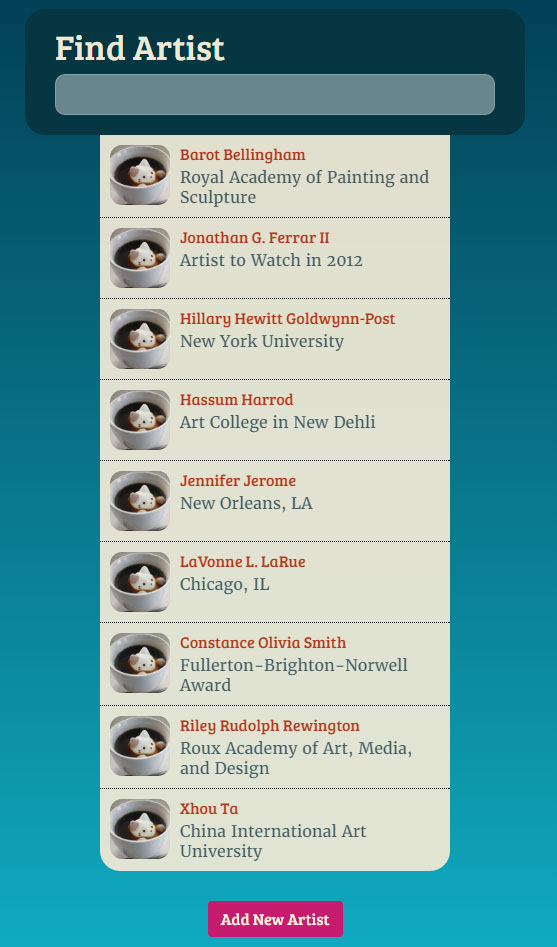 Find Artist
Barot Bellingham
Royal Academy of Painting and
Sculpture
Jonathan G. Ferrar II
Artist to Watch in 2012
Hillary Hewitt Goldwynn-Post
New York University
Hassum Harrod
Art College in New Dehli
Jennifer Jerome
New Orleans, LA
LaVonne L. LaRue
Chicago, IL
Constance Olivia Smith
Fullerton-Brighton-Norwell
Award
Riley Rudolph Rewington
Roux Academy of Art, Media,
and Design
Xhou Ta
China International Art
University
Add New Artist